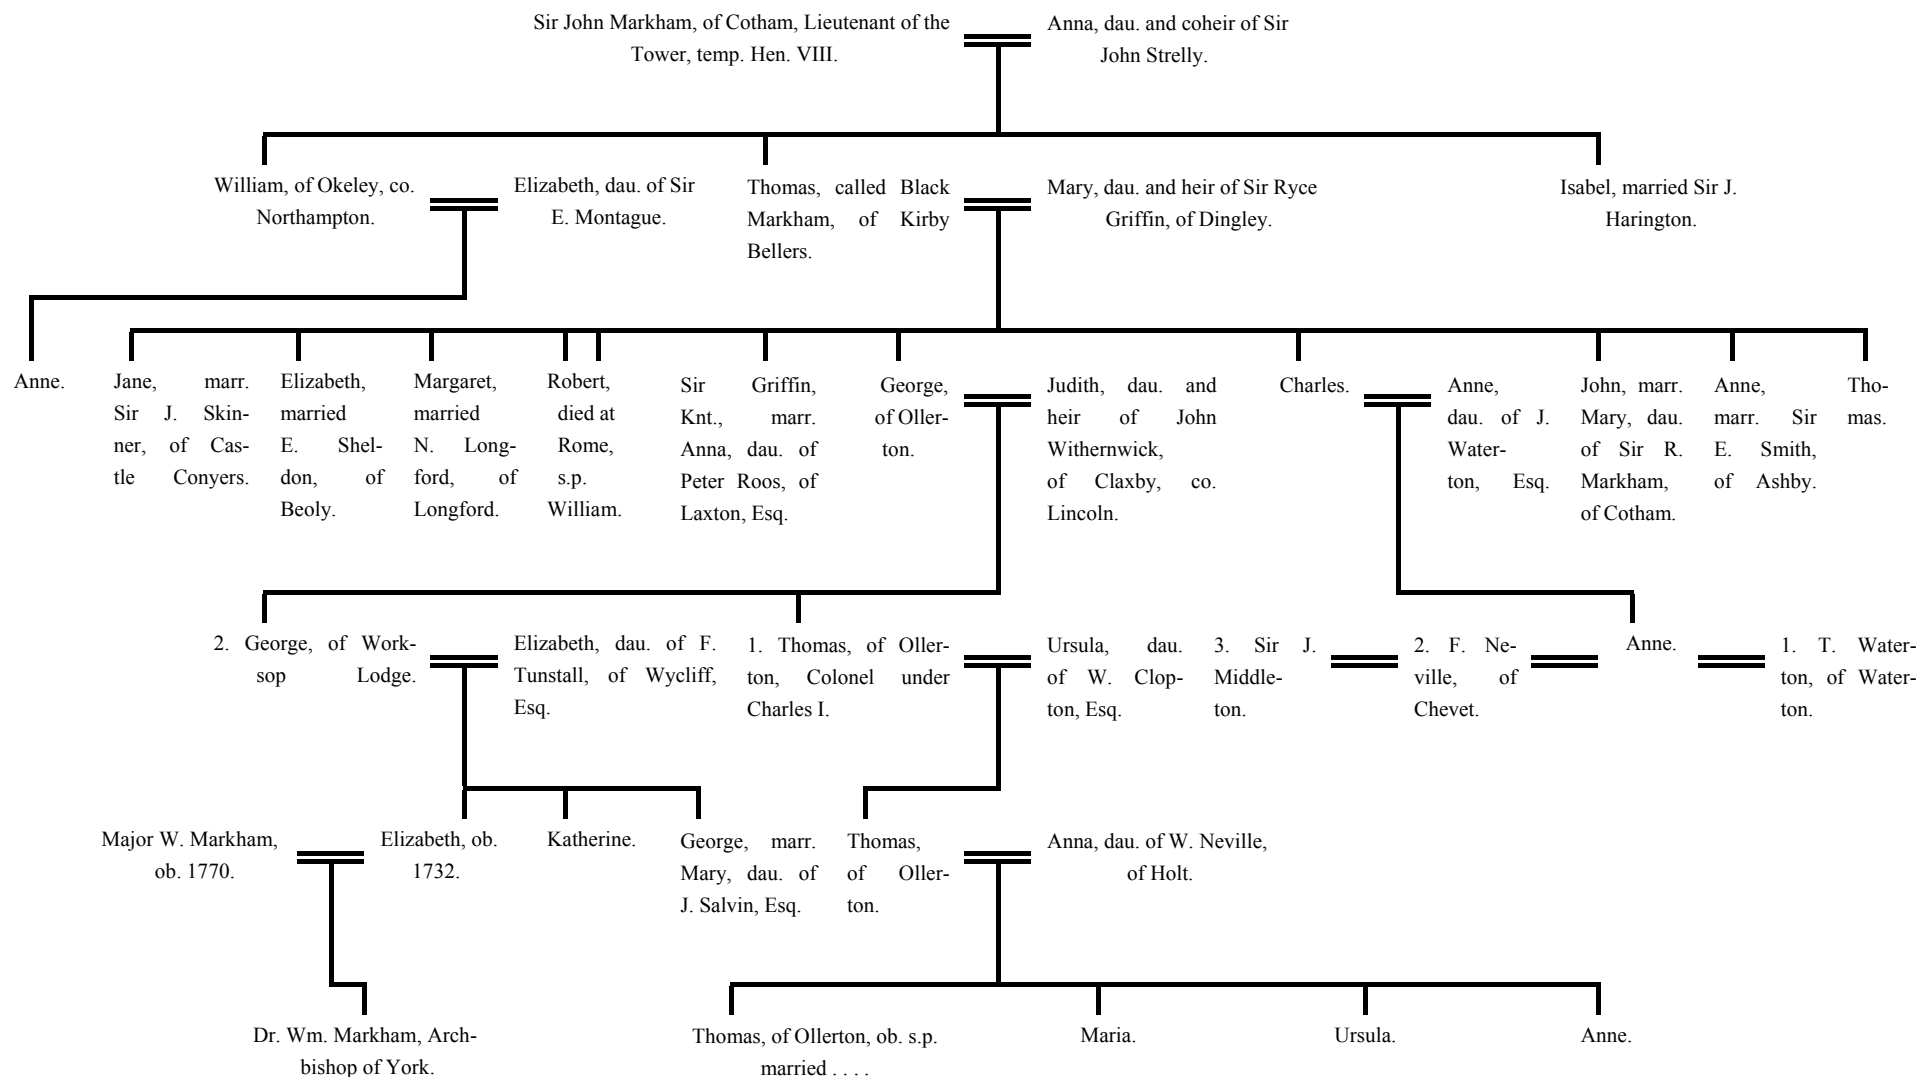 Sir John Markham, of Cotham, Lieutenant of the
Tower, temp. Hen. VIII.
Anna, dau. and coheir of Sir
John Strelly.
William, of Okeley, co.
Northampton.
Elizabeth, dau. of Sir
E. Montague.
Thomas, called Black
Markham, of Kirby
Bellers.
Mary, dau. and heir of Sir Ryce
Griffin, of Dingley.
Isabel, married Sir J.
Harington.
Anne.
Jane, marr.
Sir J. Skin-
ner, of Cas-
tle Conyers.
Elizabeth,
married
E. Shel-
don, of
Beoly.
Margaret,
married
N. Long-
ford, of
Longford.
Robert,
died at
Rome,
s.p.
William.
Sir Griffin,
Knt., marr.
Anna, dau. of
Peter Roos, of
Laxton, Esq.
George,
of Oller-
ton.
Judith, dau. and
heir of John
Withernwick,
of Claxby, co.
Lincoln.
Charles.
Anne,
dau. of J.
Water-
ton, Esq.
John, marr.
Mary, dau.
of Sir R.
Markham,
of Cotham.
Anne,
marr. Sir
E. Smith,
of Ashby.
Tho-
mas.
2. George, of Work-
sop Lodge.
Elizabeth, dau. of F.
Tunstall, of Wycliff,
Esq.
1. Thomas, of Oller-
ton, Colonel under
Charles I.
Ursula, dau.
of W. Clop-
ton, Esq.
3. Sir J.
Middle-
ton.
2. F. Ne-
ville, of
Chevet.
Anne.
1. T. Water-
ton, of Water-
ton.
Major W. Markham,
ob. 1770.
Elizabeth, ob.
1732.
Katherine.
George, marr.
Mary, dau. of
J. Salvin, Esq.
Thomas,
of Oller-
ton.
Anna, dau. of W. Neville,
of Holt.
Dr. Wm. Markham, Arch-
bishop of York.
Thomas, of Ollerton, ob. s.p.
married . . . .
Maria.
Ursula.
Anne.